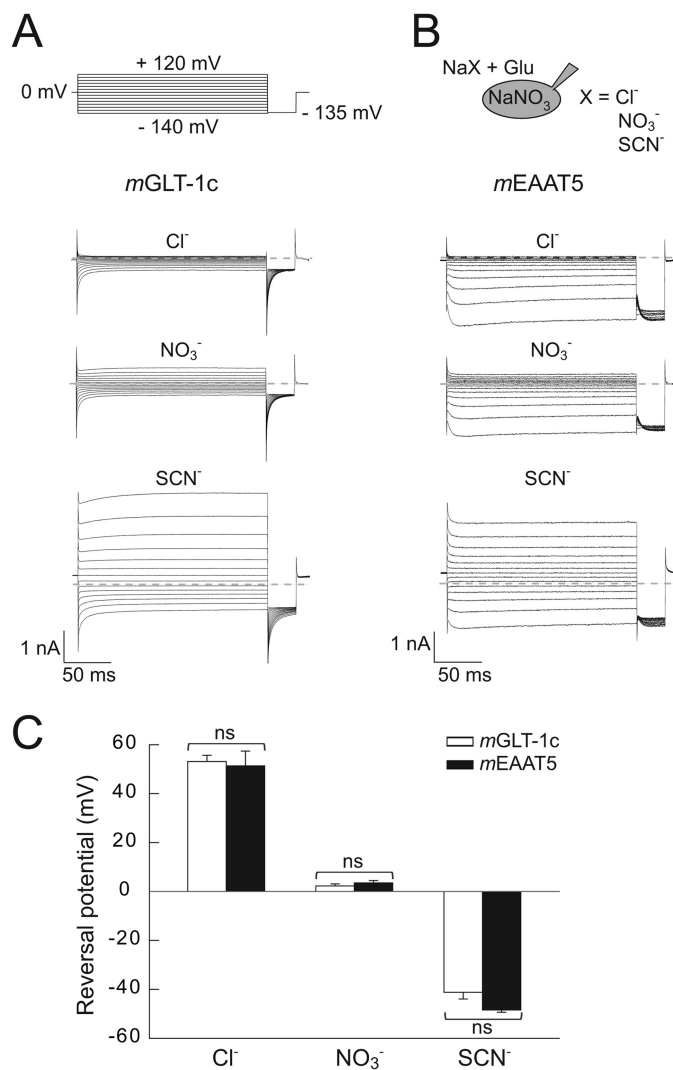 A
B
+ 120 mV
0 mV
- 140 mV
- 135 mV
NaX + Glu
NaNO₃
X = Cl⁻
NO₃⁻
SCN⁻
mGLT-1c
mEAAT5
Cl⁻
Cl⁻
NO₃⁻
NO₃⁻
SCN⁻
SCN⁻
1 nA
50 ms
1 nA
50 ms
C
60
40
20
0
-20
-40
-60
Reversal potential (mV)
ns
ns
ns
mGLT-1c
mEAAT5
Cl⁻
NO₃⁻
SCN⁻